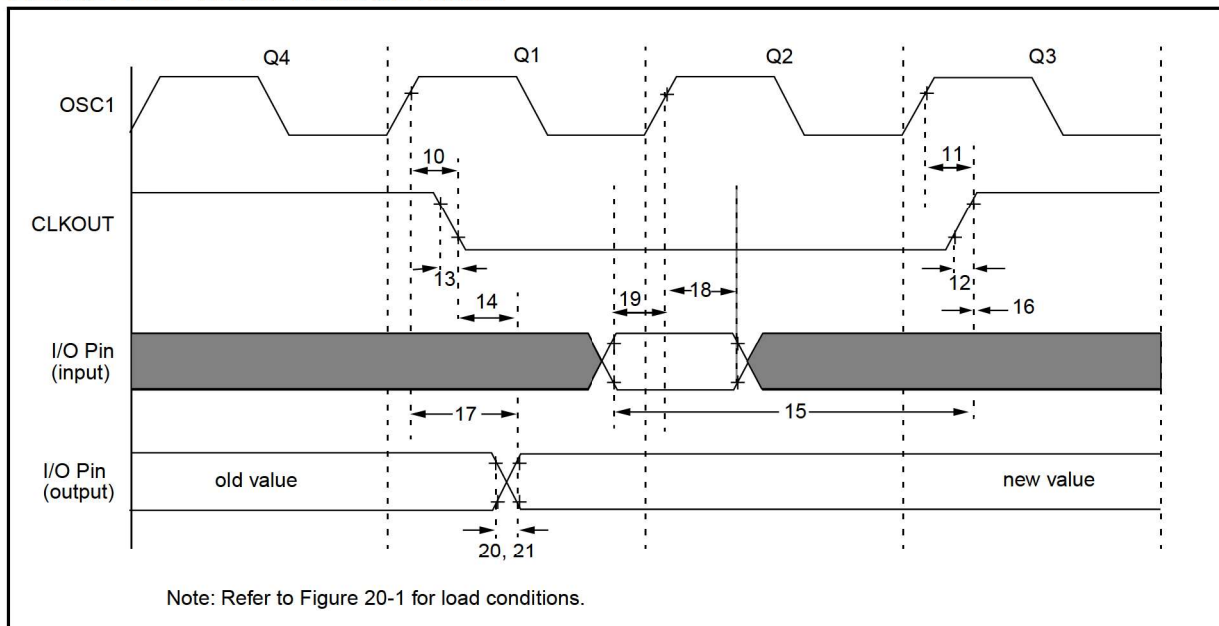 Q4 Q1 Q2 Q3
OSC1
10 11
CLKOUT
13 12
14 19 18 16
I/O Pin
(input)
17 15
I/O Pin
(output)
old value new value
20, 21
Note: Refer to Figure 20-1 for load conditions.